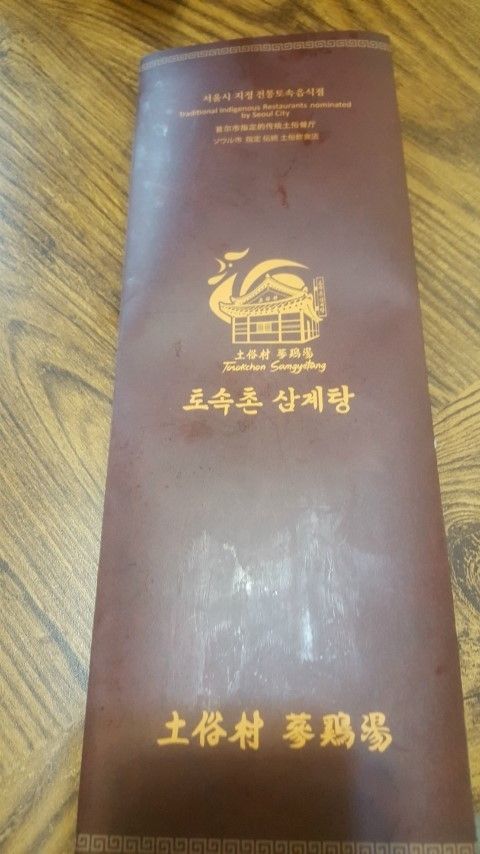 서울시 지정 전통토속음식점
Traditional Indigenous Restaurants nominated
by Seoul City
首尔市指定的传统土俗餐厅
ソウル市 指定 伝統 土俗飲食店
土俗村 蔘鷄湯
Tosokchon Samgyetang
토속촌 삼계탕
土俗村 蔘鷄湯